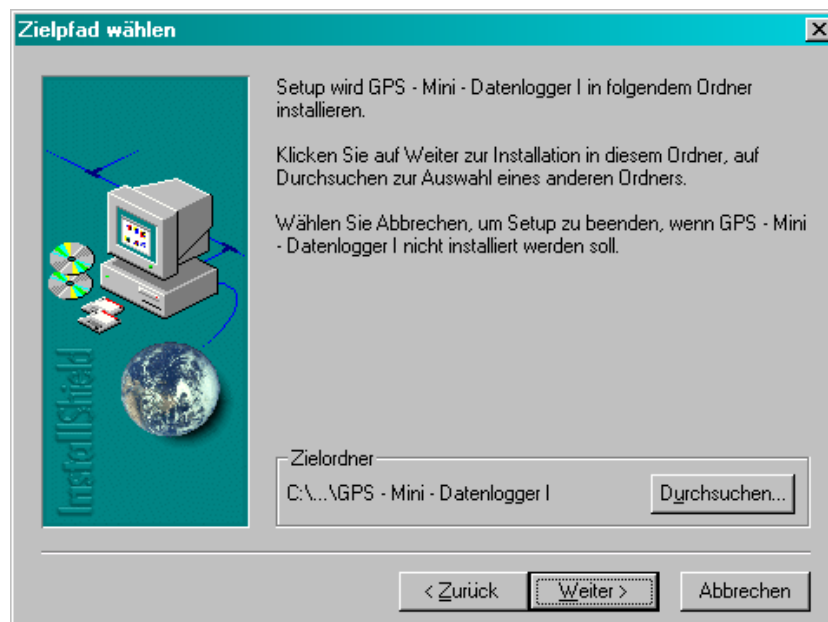 Zielpfad wählen
Setup wird GPS - Mini - Datenlogger I in folgendem Ordner
installieren.
Klicken Sie auf Weiter zur Installation in diesem Ordner, auf
Durchsuchen zur Auswahl eines anderen Ordners.
Wählen Sie Abbrechen, um Setup zu beenden, wenn GPS - Mini
- Datenlogger I nicht installiert werden soll.
InstallShield
Zielordner
C:\...\GPS - Mini - Datenlogger I
Durchsuchen...
< Zurück
Weiter >
Abbrechen